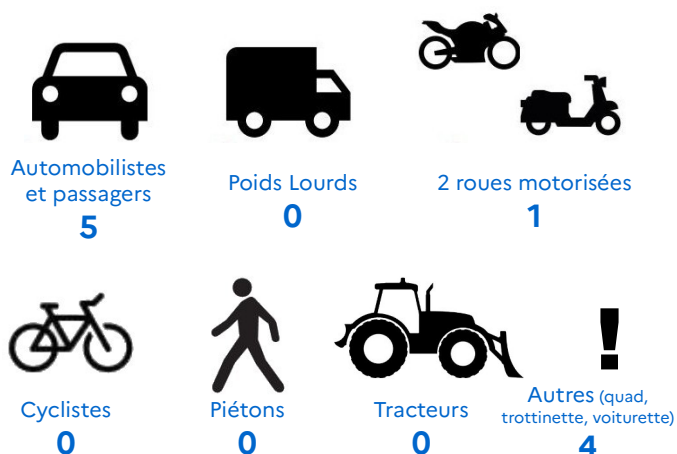 Automobilistes
et passagers
5
Poids Lourds
0
2 roues motorisées
1
Cyclistes
0
Piétons
0
Tracteurs
0
Autres (quad,
trottinette, voiturette)
4